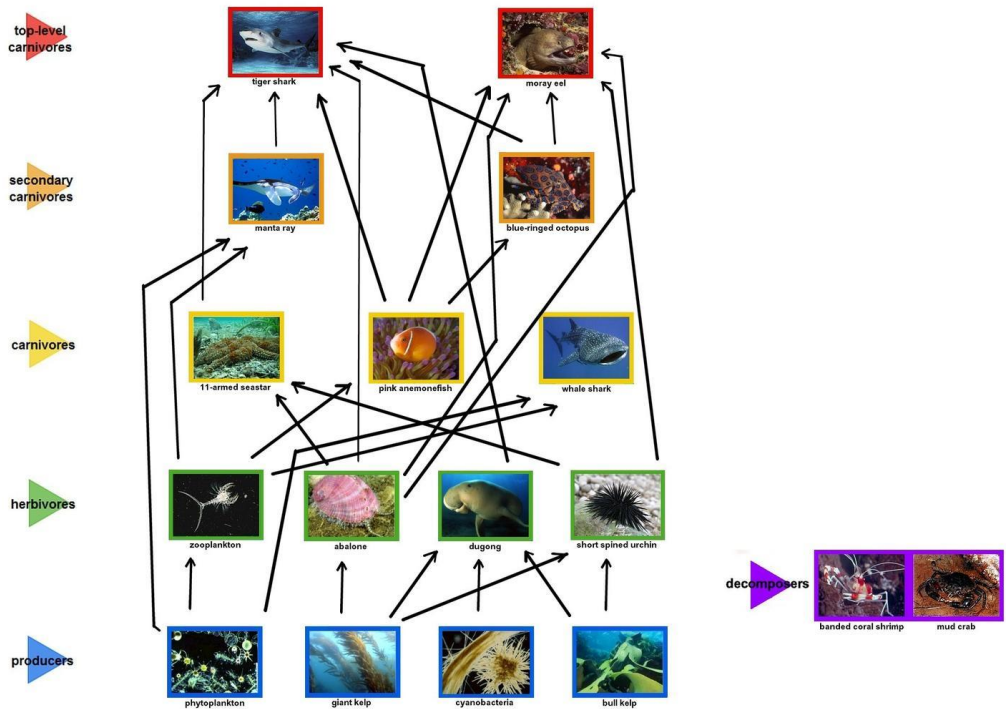 top-level
carnivores
tiger shark
moray eel
secondary
carnivores
manta ray
blue-ringed octopus
carnivores
11-armed seastar
pink anemonefish
whale shark
herbivores
zooplankton
abalone
dugong
short spined urchin
decomposers
banded coral shrimp
mud crab
producers
phytoplankton
giant kelp
cyanobacteria
bull kelp